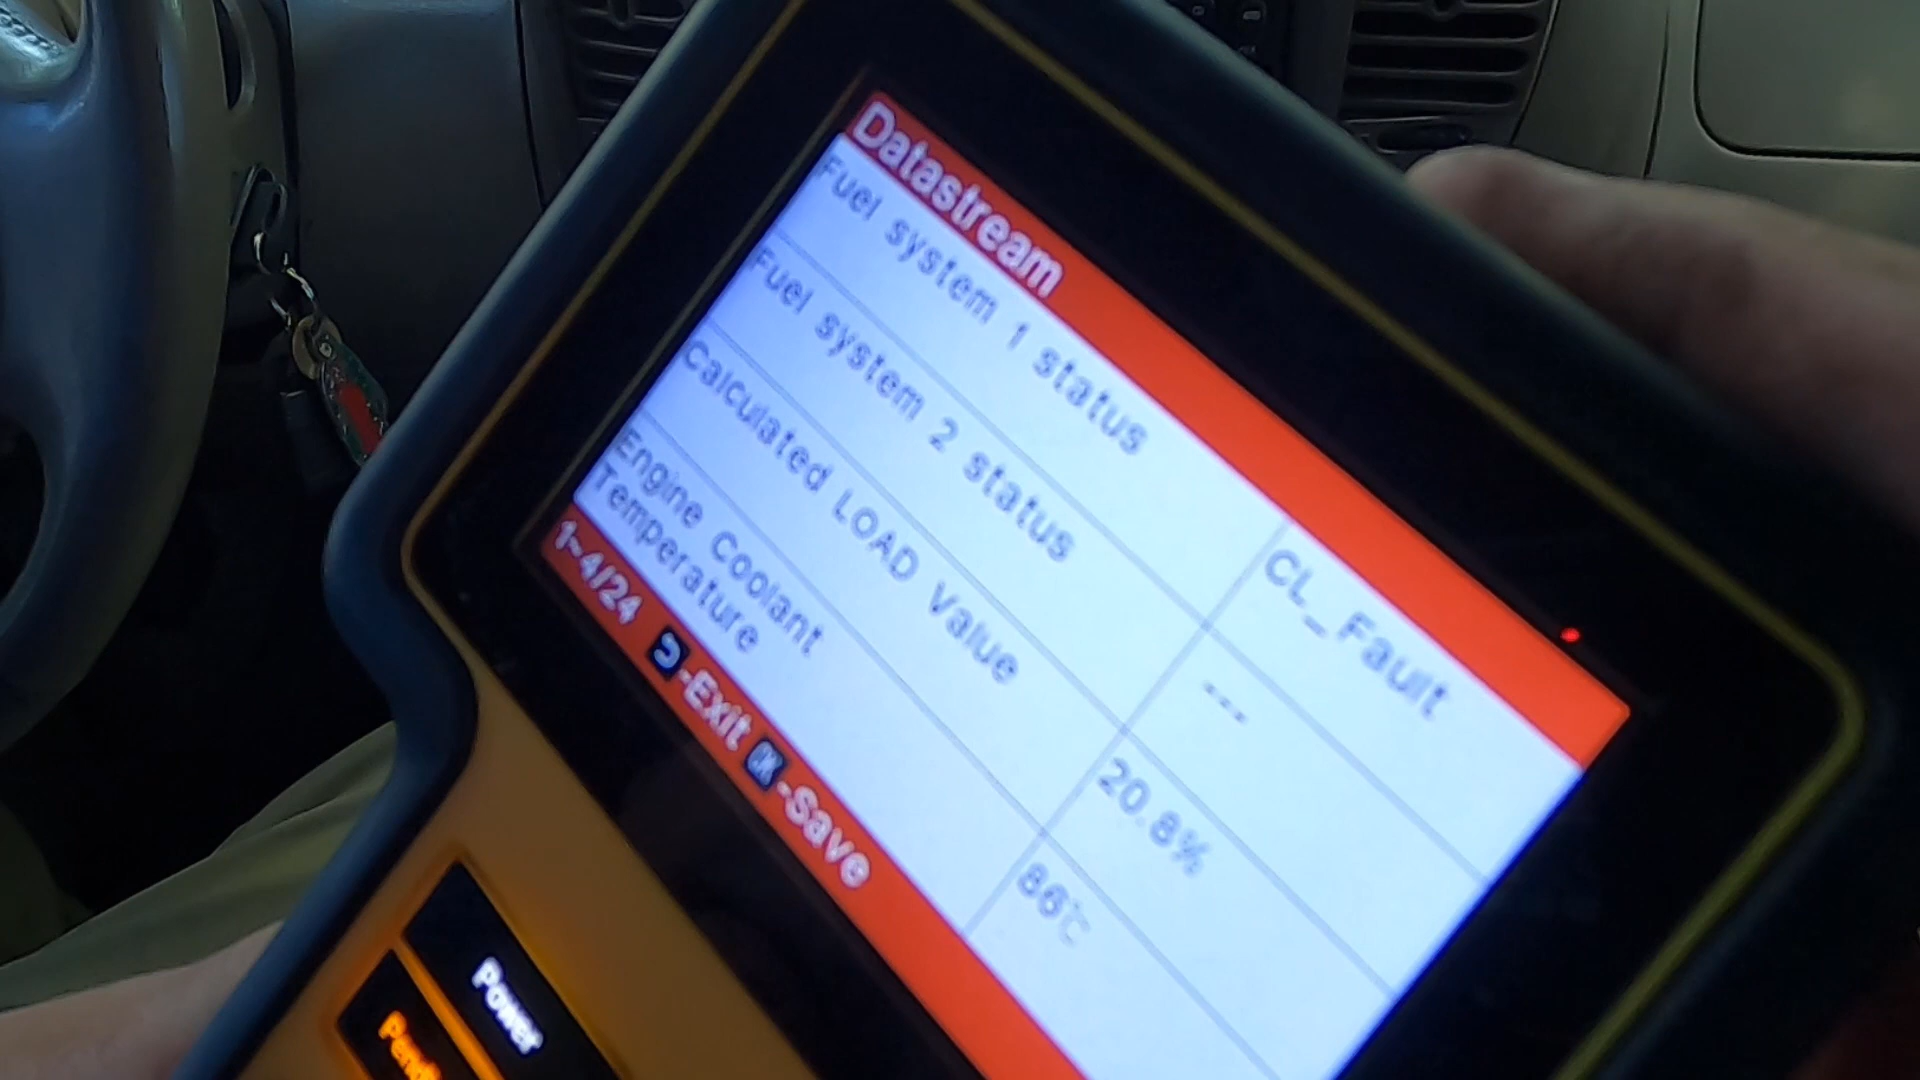 Datastream
Fuel system 1 status CL_Fault
Fuel system 2 status ---
Calculated LOAD Value 20.8%
Engine Coolant
Temperature 86℃
1~4/24 -Exit OK -Save
Power